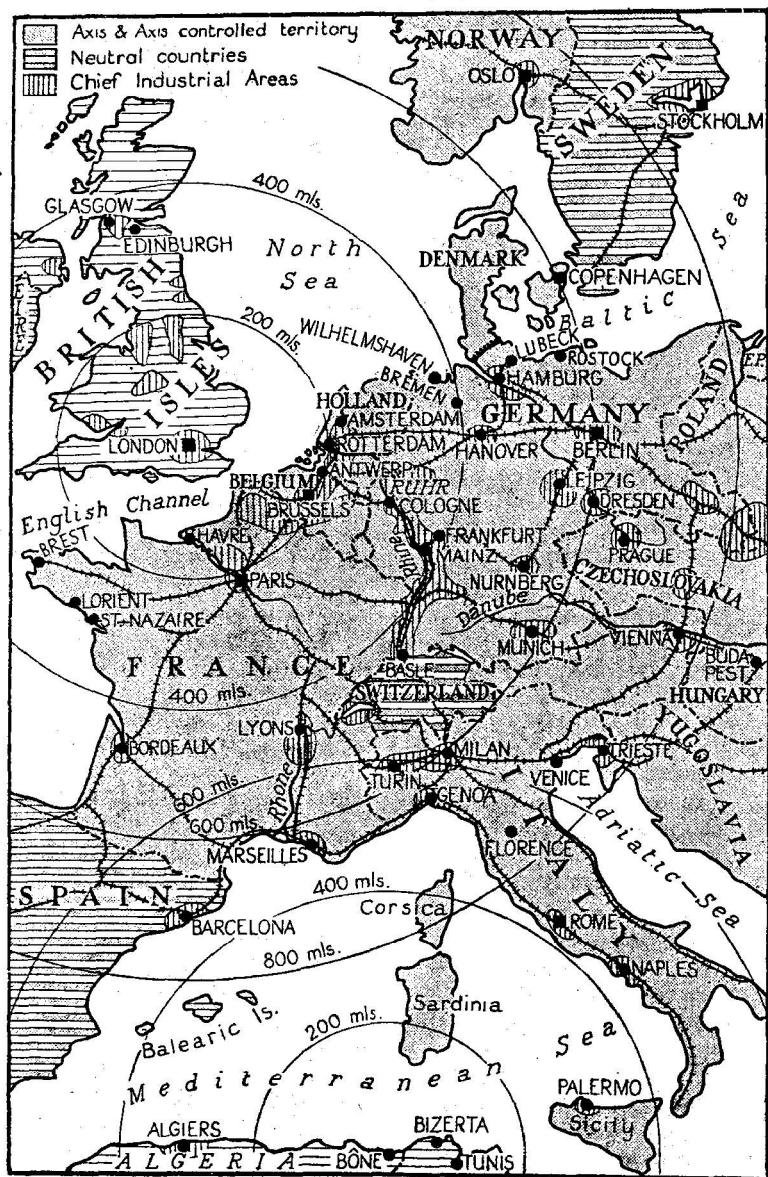 Axis & Axis controlled territory
Neutral countries
Chief Industrial Areas
NORWAY
OSLO
SWEDEN
STOCKHOLM
400 mls.
GLASGOW
EDINBURGH
North
Sea
DENMARK
COPENHAGEN
Sea
Baltic
EIRE
BRITISH
ISLES
200 mls.
WILHELMSHAVEN
BREMEN
LUBECK
ROSTOCK
HAMBURG
E.P.
POLAND
HOLLAND
AMSTERDAM
GERMANY
LONDON
ROTTERDAM
HANOVER
BERLIN
ANTWERP
BELGIUM
RUHR
LEIPZIG
BRUSSELS
COLOGNE
DRESDEN
English Channel
HAVRE
FRANKFURT
MAINZ
PRAGUE
BREST
Rhine
NURNBERG
CZECHOSLOVAKIA
PARIS
LORIENT
ST. NAZAIRE
Danube
MUNICH
VIENNA
BUDA
PEST
FRANCE
BASLE
SWITZERLAND
HUNGARY
400 mls.
YUGOSLAVIA
LYONS
BORDEAUX
MILAN
TRIESTE
TURIN
VENICE
600 mls.
Rhone
GENOA
600 mls.
ITALY
Adriatic Sea
MARSEILLES
FLORENCE
SPAIN
400 mls.
Corsica
BARCELONA
ROME
800 mls.
NAPLES
Balearic Is.
Sardinia
200 mls.
Sea
Mediterranean
PALERMO
Sicily
ALGIERS
BIZERTA
ALGERIA
BÔNE
TUNIS